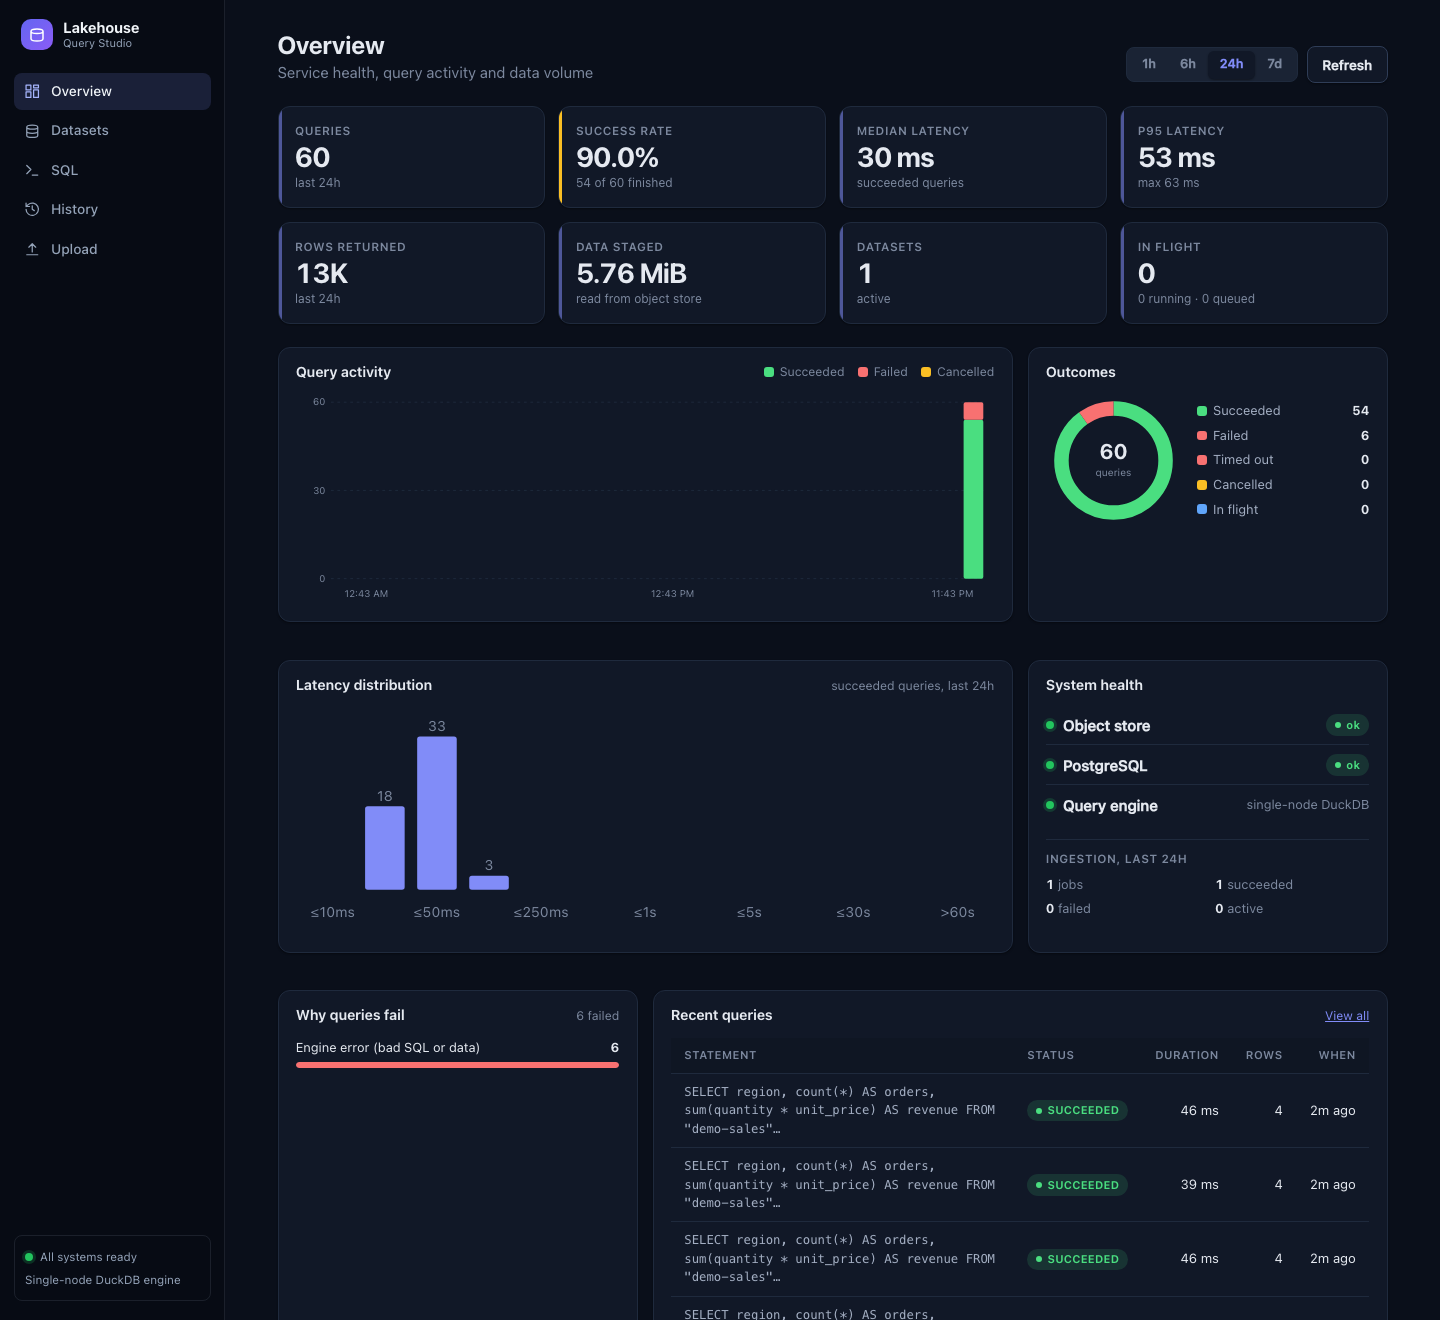 Lakehouse
Query Studio
Overview
Datasets
SQL
History
Upload
All systems ready
Single-node DuckDB engine
Overview
Service health, query activity and data volume
1h 6h 24h 7d Refresh
QUERIES
60
last 24h
SUCCESS RATE
90.0%
54 of 60 finished
MEDIAN LATENCY
30 ms
succeeded queries
P95 LATENCY
53 ms
max 63 ms
ROWS RETURNED
13K
last 24h
DATA STAGED
5.76 MiB
read from object store
DATASETS
1
active
IN FLIGHT
0
0 running · 0 queued
Query activity
Succeeded Failed Cancelled
60
30
0
12:43 AM 12:43 PM 11:43 PM
Outcomes
60
queries
Succeeded 54
Failed 6
Timed out 0
Cancelled 0
In flight 0
Latency distribution
succeeded queries, last 24h
18
33
3
≤10ms ≤50ms ≤250ms ≤1s ≤5s ≤30s >60s
System health
Object store ok
PostgreSQL ok
Query engine single-node DuckDB
INGESTION, LAST 24H
1 jobs 1 succeeded
0 failed 0 active
Why queries fail 6 failed
Engine error (bad SQL or data) 6
Recent queries View all
STATEMENT STATUS DURATION ROWS WHEN
SELECT region, count(*) AS orders,
sum(quantity * unit_price) AS revenue FROM
"demo-sales"…
SUCCEEDED 46 ms 4 2m ago
SELECT region, count(*) AS orders,
sum(quantity * unit_price) AS revenue FROM
"demo-sales"…
SUCCEEDED 39 ms 4 2m ago
SELECT region, count(*) AS orders,
sum(quantity * unit_price) AS revenue FROM
"demo-sales"…
SUCCEEDED 46 ms 4 2m ago
SELECT region, count(*) AS orders,